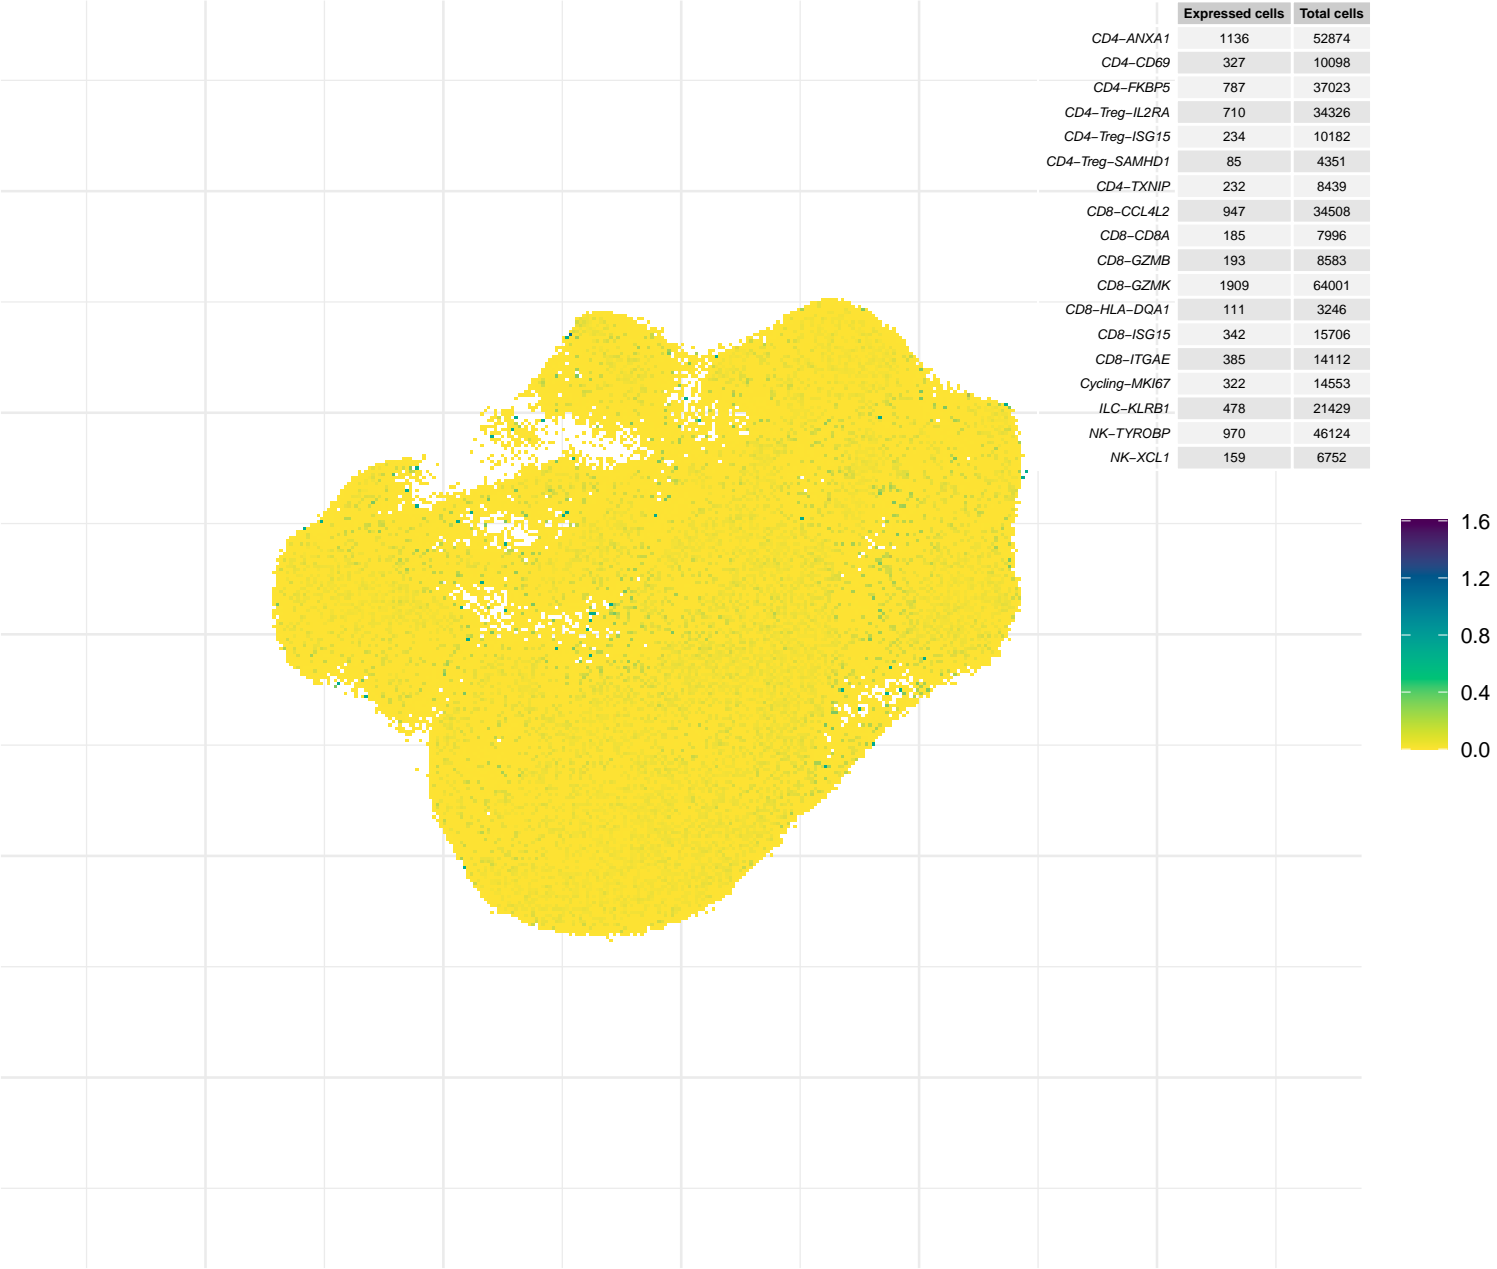 Expressed cells Total cells
CD4−ANXA1 1136 52874
CD4−CD69 327 10098
CD4−FKBP5 787 37023
CD4−Treg−IL2RA 710 34326
CD4−Treg−ISG15 234 10182
CD4−Treg−SAMHD1 85 4351
CD4−TXNIP 232 8439
CD8−CCL4L2 947 34508
CD8−CD8A 185 7996
CD8−GZMB 193 8583
CD8−GZMK 1909 64001
CD8−HLA−DQA1 111 3246
CD8−ISG15 342 15706
CD8−ITGAE 385 14112
Cycling−MKI67 322 14553
ILC−KLRB1 478 21429
NK−TYROBP 970 46124
NK−XCL1 159 6752
1.6
1.2
0.8
0.4
0.0